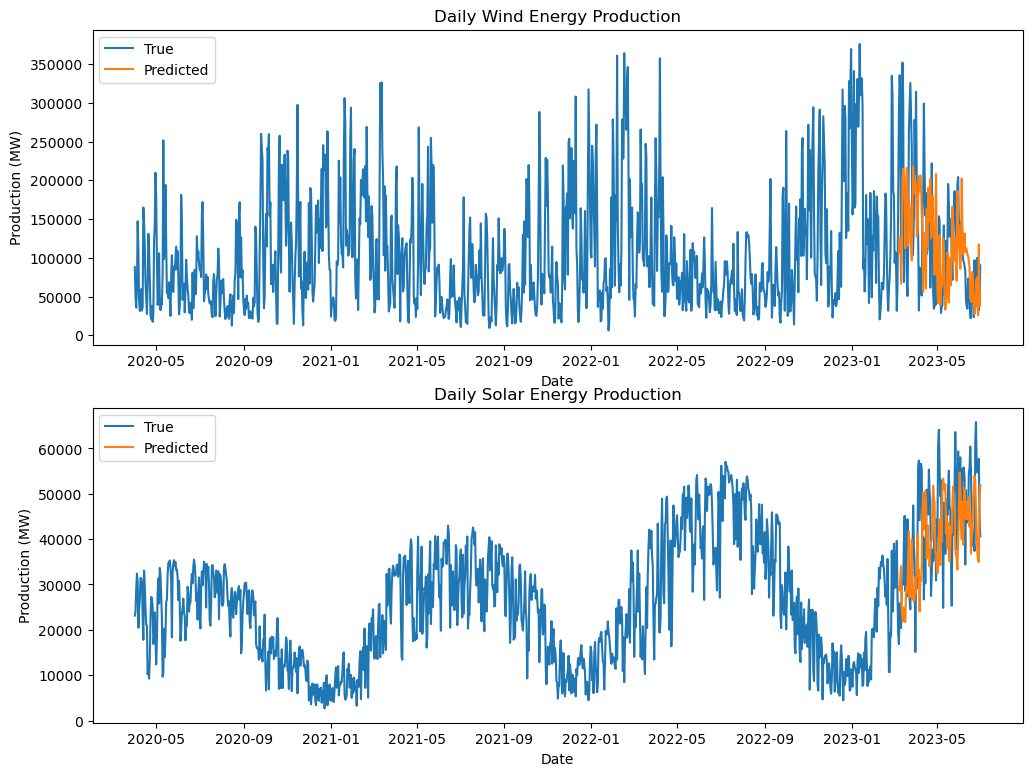 Daily Wind Energy Production
True
Predicted
350000
300000
250000
200000
150000
100000
50000
0
Production (MW)
2020-05 2020-09 2021-01 2021-05 2021-09 2022-01 2022-05 2022-09 2023-01 2023-05
Date
Daily Solar Energy Production
True
Predicted
60000
50000
40000
30000
20000
10000
0
Production (MW)
2020-05 2020-09 2021-01 2021-05 2021-09 2022-01 2022-05 2022-09 2023-01 2023-05
Date